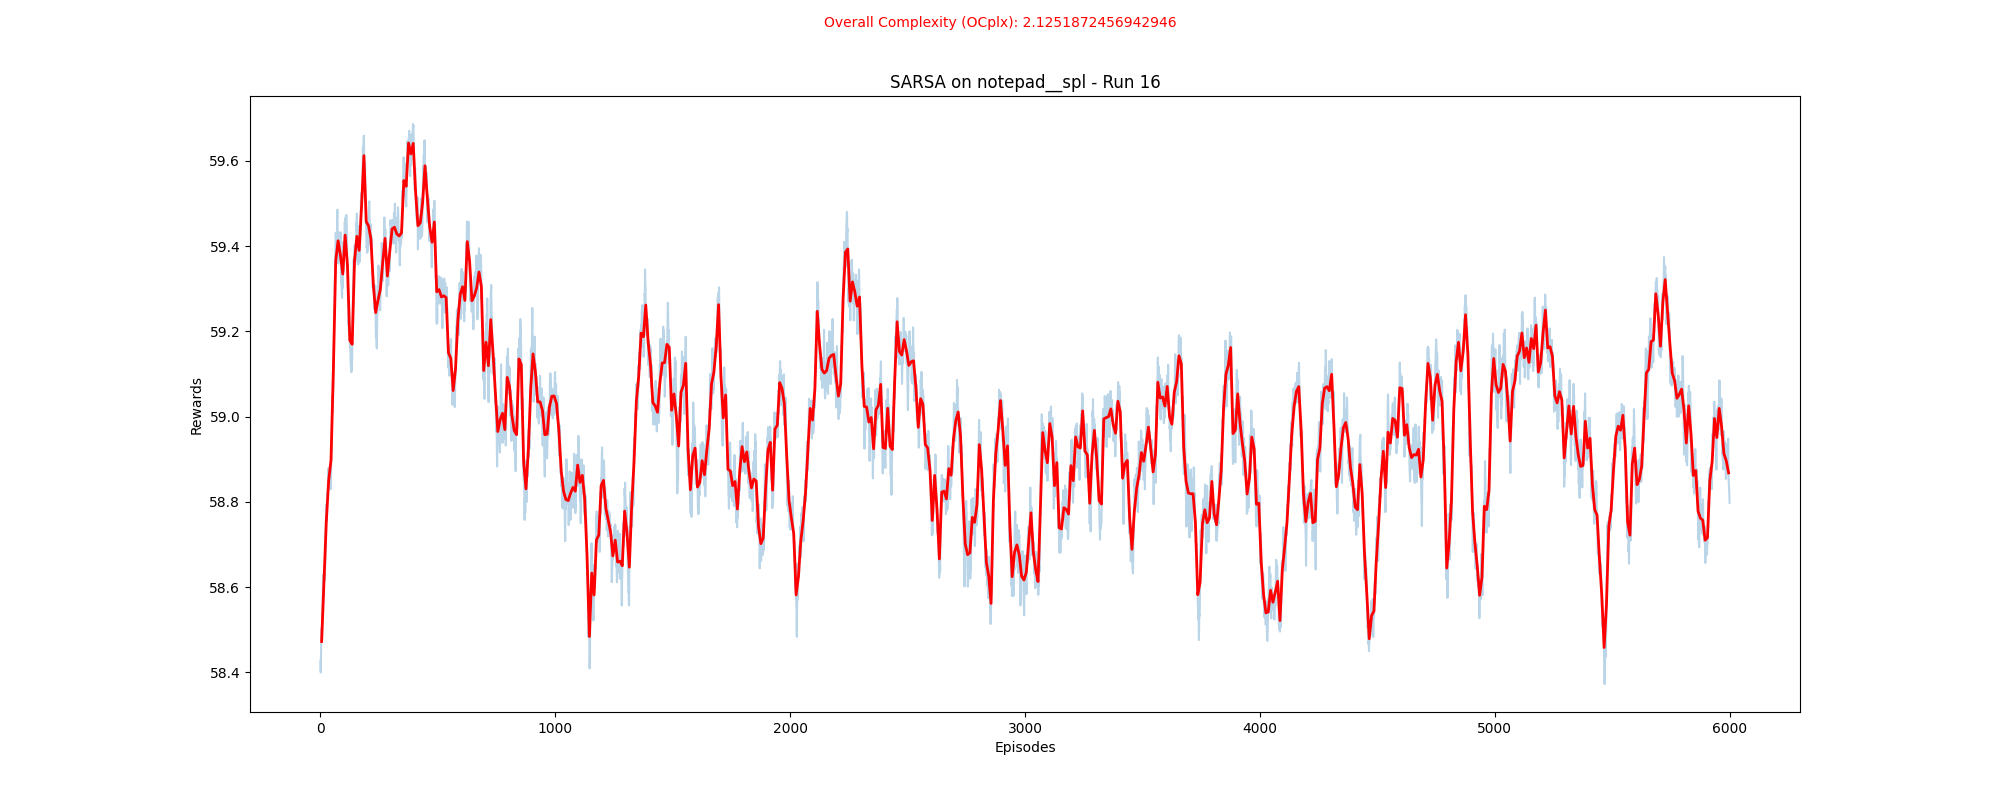 Overall Complexity (OCplx): 2.1251872456942946
SARSA on notepad__spl - Run 16
59.6
59.4
59.2
59.0
58.8
58.6
58.4
Rewards
0 1000 2000 3000 4000 5000 6000
Episodes